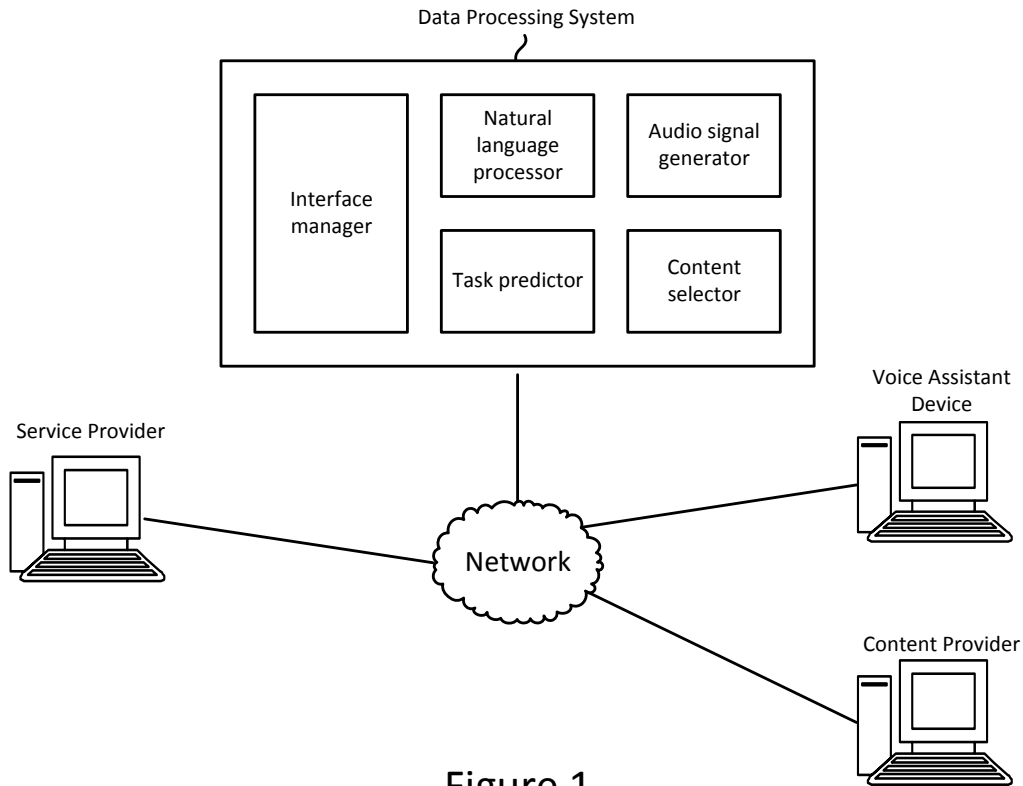 Data Processing System
Interface
manager
Natural
language
processor
Audio signal
generator
Task predictor
Content
selector
Voice Assistant
Device
Service Provider
Network
Content Provider
Figure 1